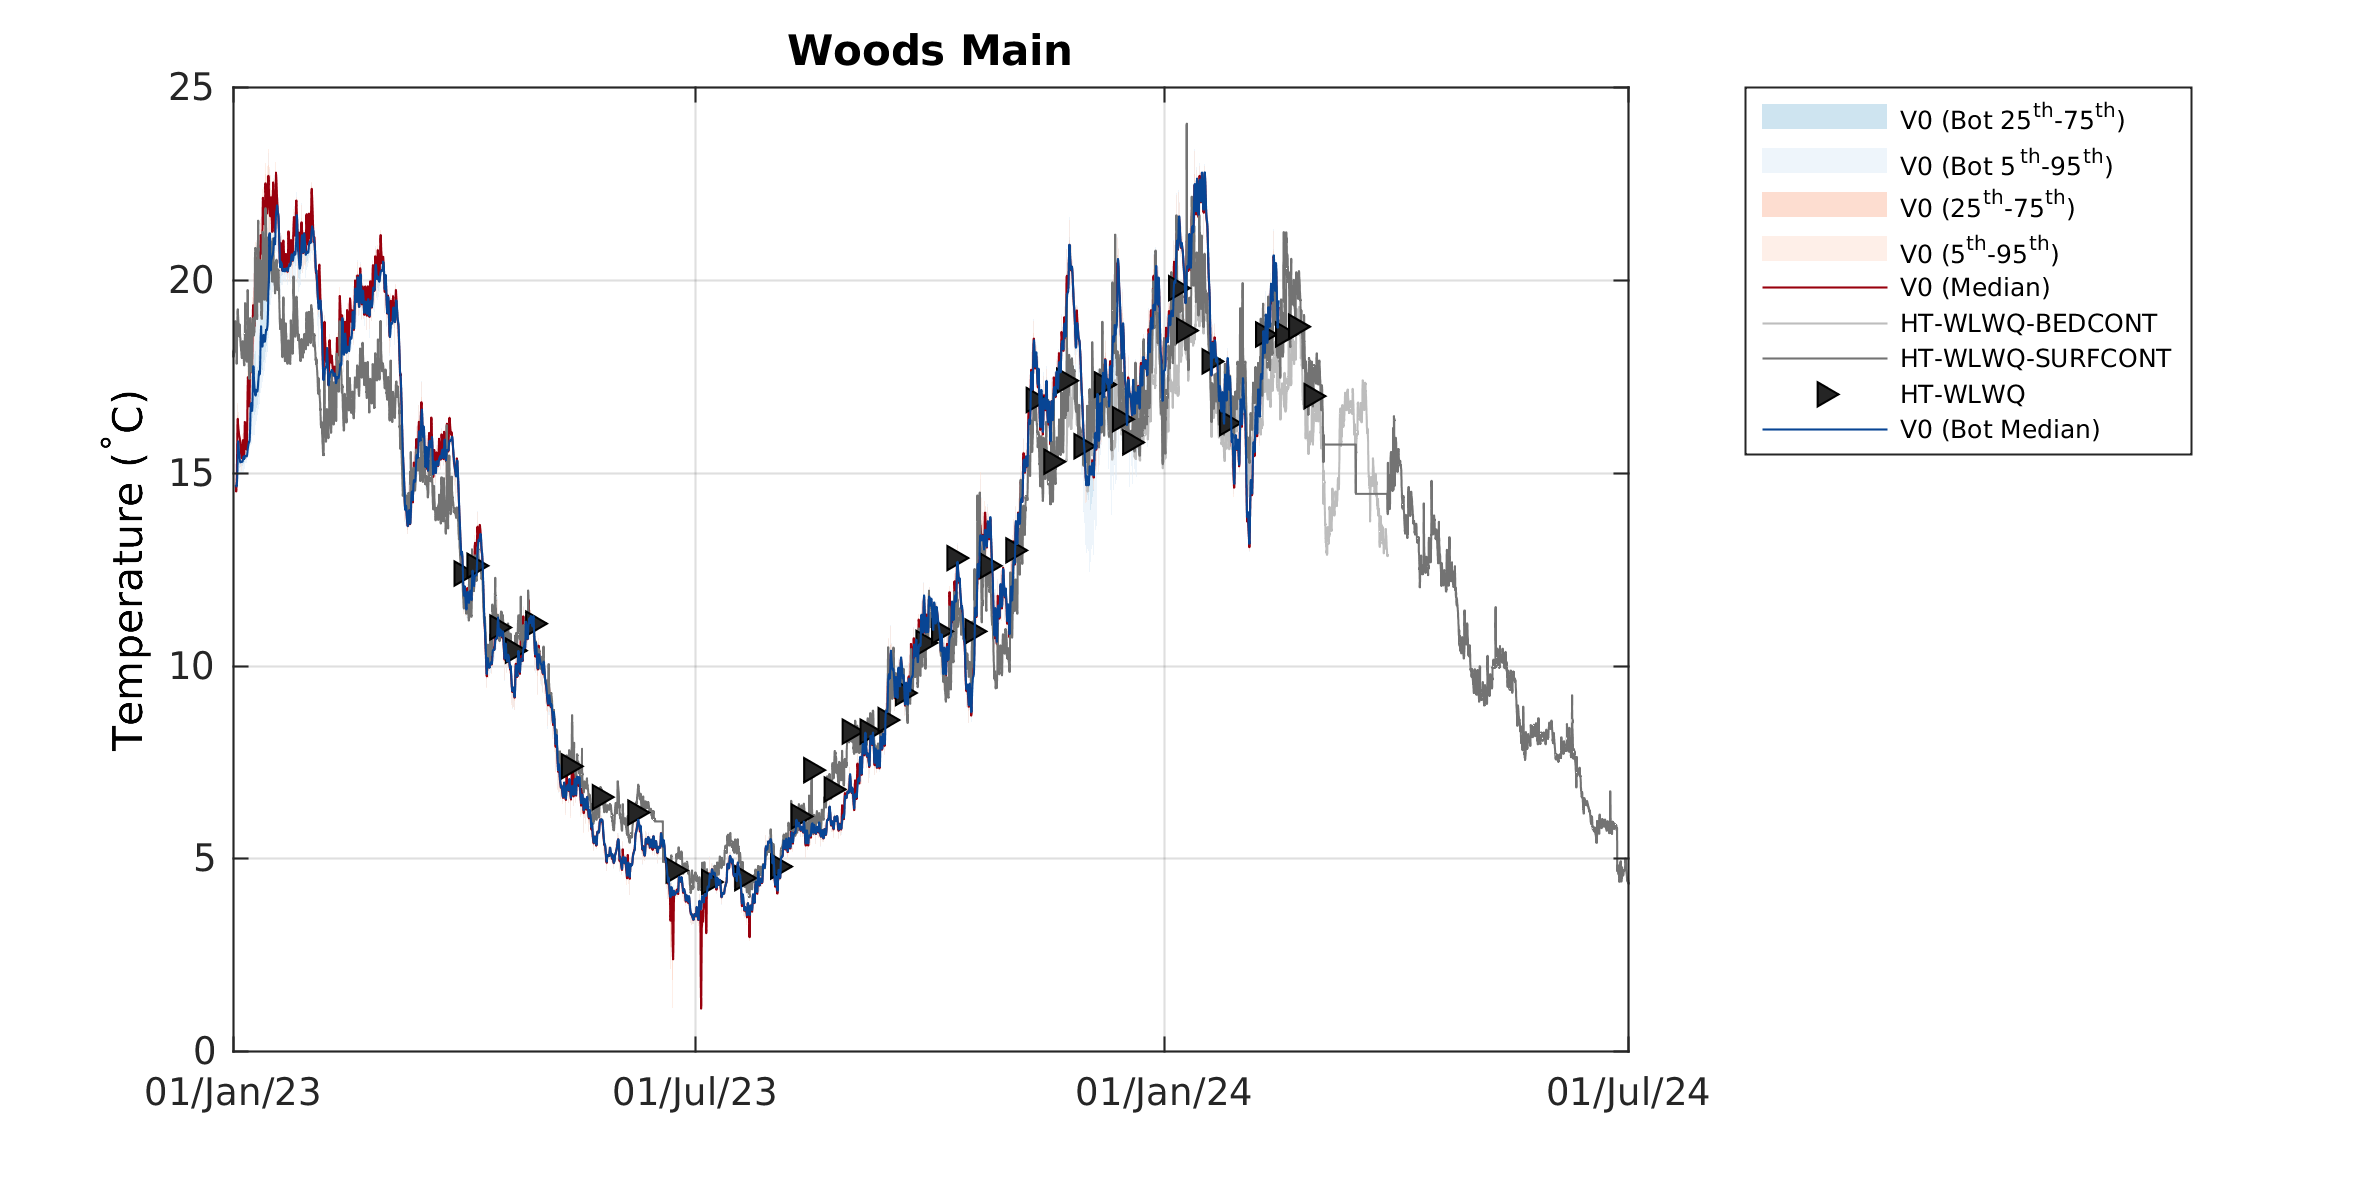 Woods Main
Temperature (°C)
25
20
15
10
5
0
01/Jan/23
01/Jul/23
01/Jan/24
01/Jul/24
V0 (Bot 25th-75th)
V0 (Bot 5th-95th)
V0 (25th-75th)
V0 (5th-95th)
V0 (Median)
HT-WLWQ-BEDCONT
HT-WLWQ-SURFCONT
HT-WLWQ
V0 (Bot Median)